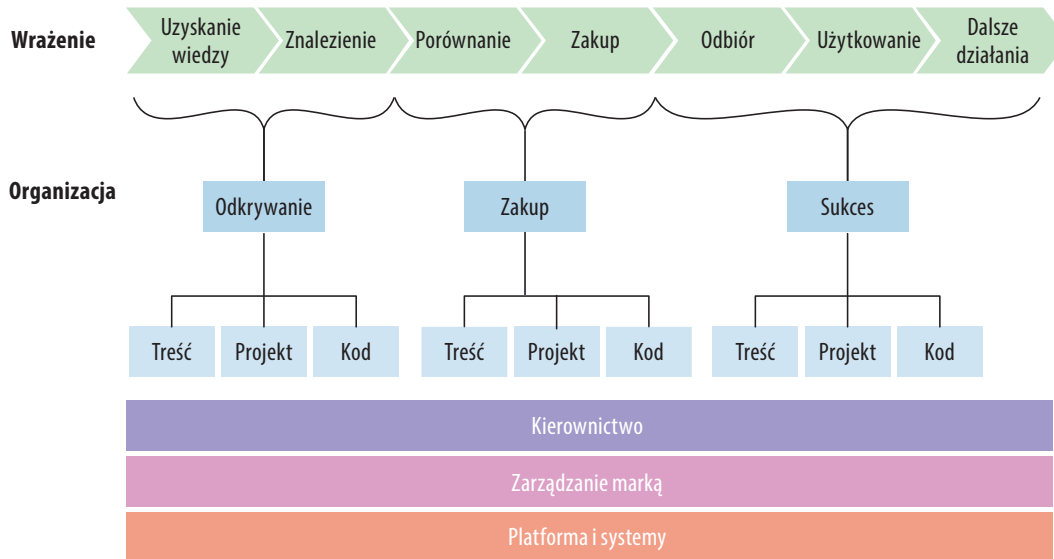 Wrażenie
Uzyskanie
wiedzy
Znalezienie
Porównanie
Zakup
Odbiór
Użytkowanie
Dalsze
działania
Organizacja
Odkrywanie
Zakup
Sukces
Treść
Projekt
Kod
Treść
Projekt
Kod
Treść
Projekt
Kod
Kierownictwo
Zarządzanie marką
Platforma i systemy